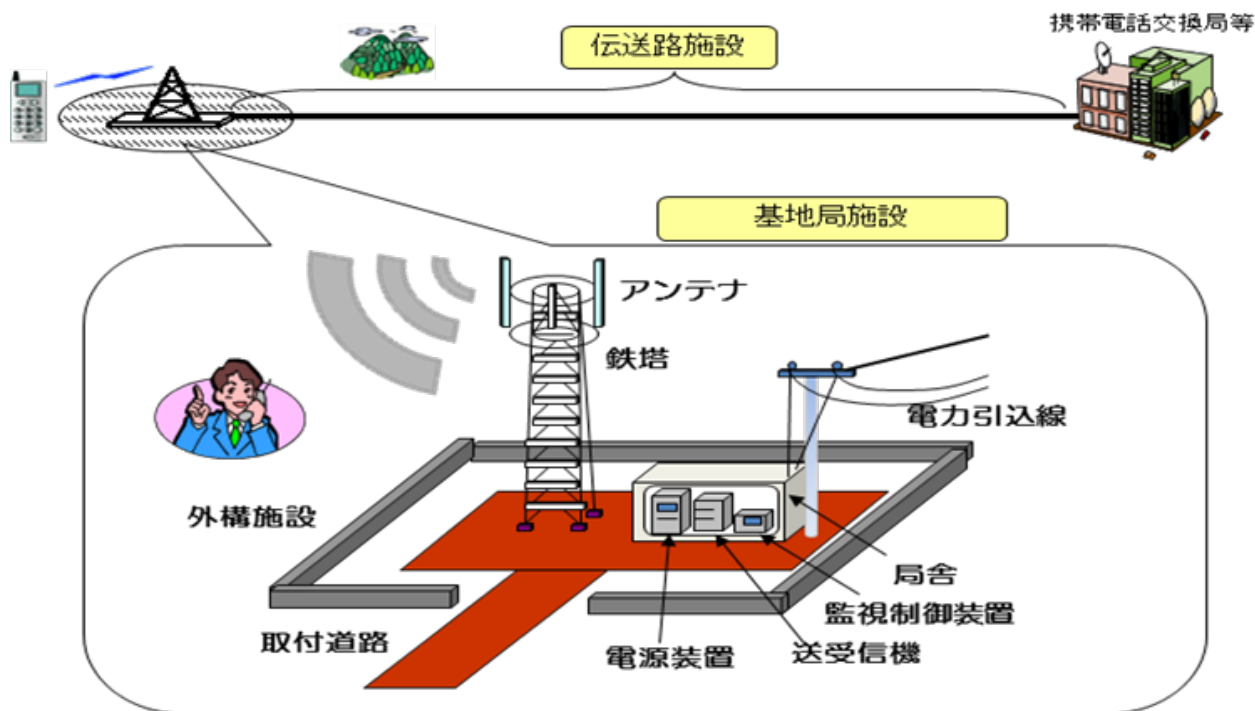 携帯電話交換局等
伝送路施設
基地局施設
アンテナ
鉄塔
電力引込線
外構施設
局舎
監視制御装置
取付道路
電源装置
送受信機